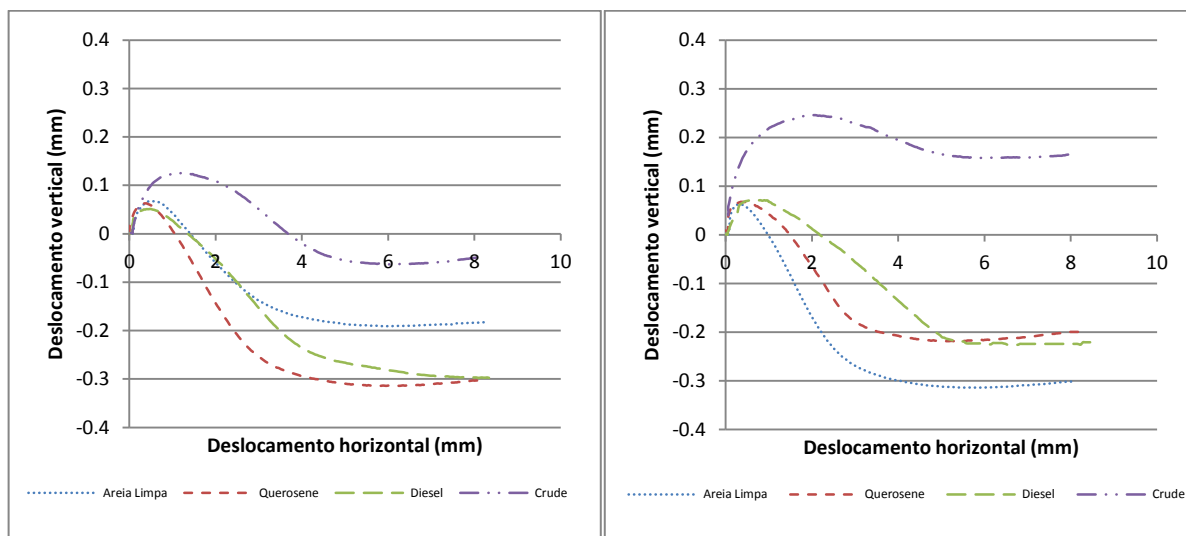 0.4
0.3
0.2
0.1
0
-0.1
-0.2
-0.3
-0.4
0 2 4 6 8 10
Deslocamento vertical (mm)
Deslocamento horizontal (mm)
Areia Limpa Querosene Diesel Crude
0.4
0.3
0.2
0.1
0
-0.1
-0.2
-0.3
-0.4
0 2 4 6 8 10
Deslocamento vertical (mm)
Deslocamento horizontal (mm)
Areia Limpa Querosene Diesel Crude